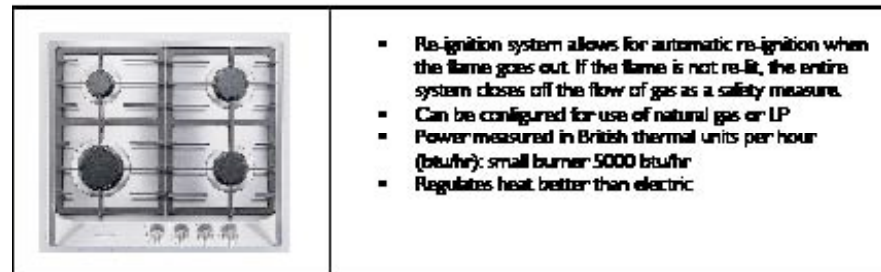 ▪ Re-ignition system allows for automatic re-ignition when
the flame goes out. If the flame is not re-lit, the entire
system closes off the flow of gas as a safety measure.
▪ Can be configured for use of natural gas or LP
▪ Power measured in British thermal units per hour
(btu/hr): small burner 5000 btu/hr
▪ Regulates heat better than electric